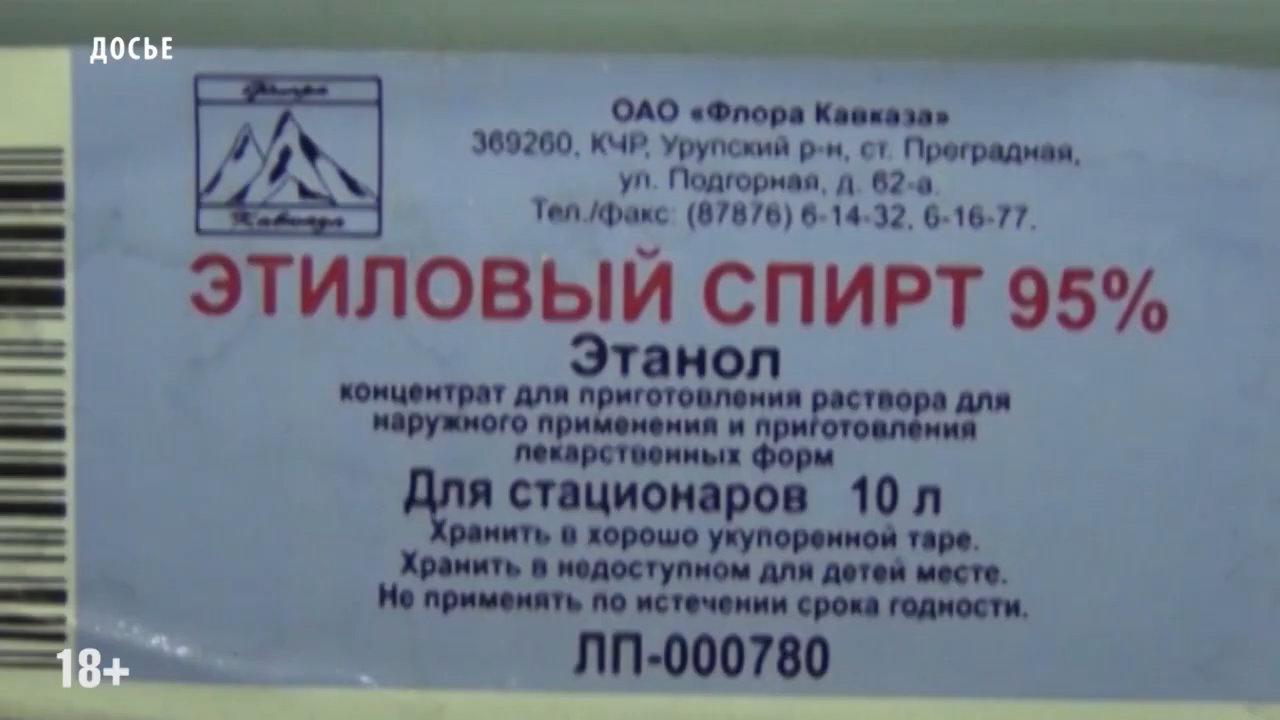 ДОСЬЕ
Флора
Кавказа
ОАО «Флора Кавказа»
369260, КЧР, Урупский р-н, ст. Преградная,
ул. Подгорная, д. 62-а.
Тел./факс: (87876) 6-14-32, 6-16-77.
ЭТИЛОВЫЙ СПИРТ 95%
Этанол
концентрат для приготовления раствора для
наружного применения и приготовления
лекарственных форм
Для стационаров 10 л
Хранить в хорошо укупоренной таре.
Хранить в недоступном для детей месте.
Не применять по истечении срока годности.
ЛП-000780
18+